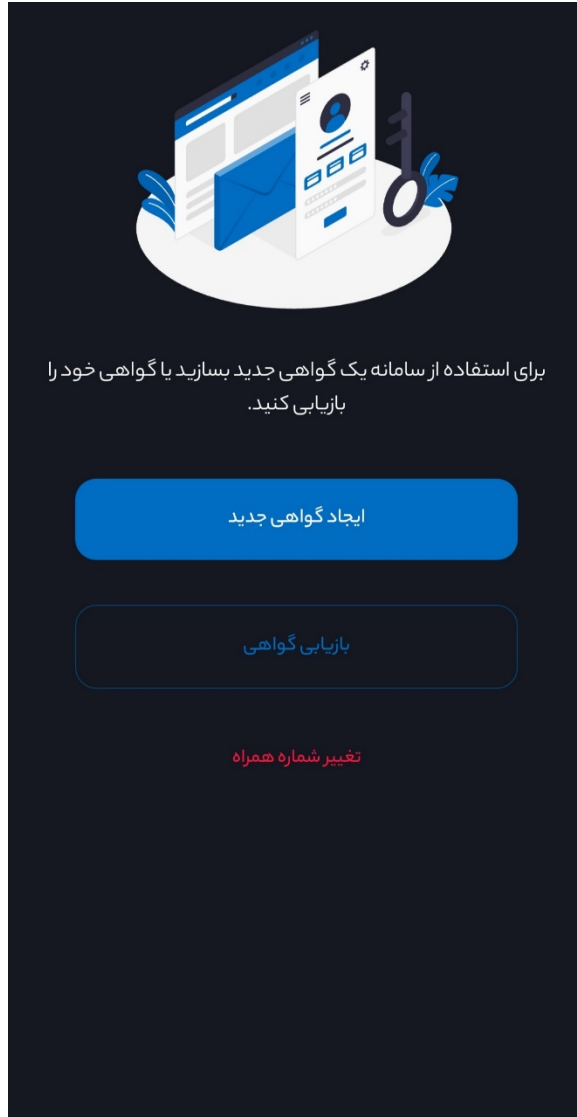 برای استفاده از سامانه یک گواهی جدید بسازید یا گواهی خود را
بازیابی کنید.
ایجاد گواهی جدید
بازیابی گواهی
تغییر شماره همراه